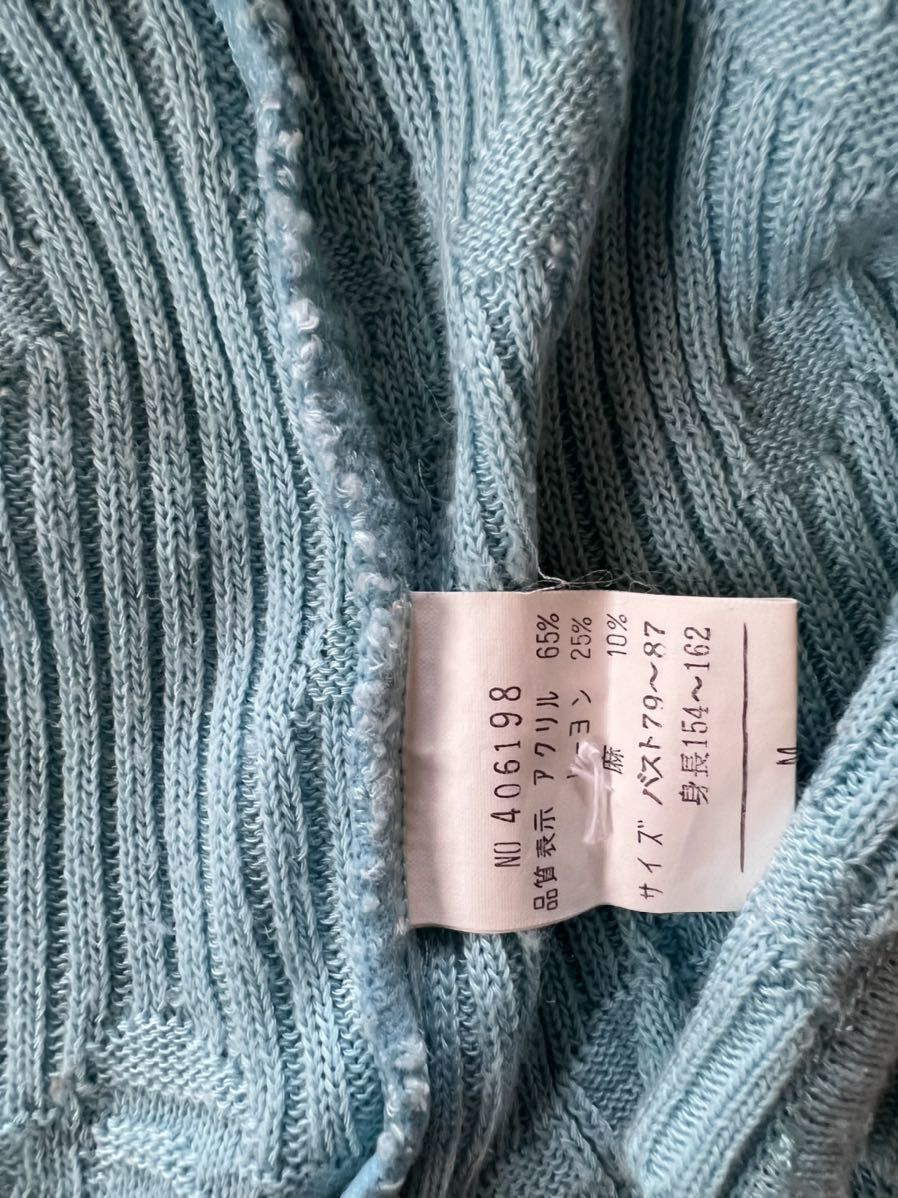 NO 406198
品質表示 アクリル 65%
レーヨン 25%
麻 10%
サイズ バスト79～87
身長154～162
M